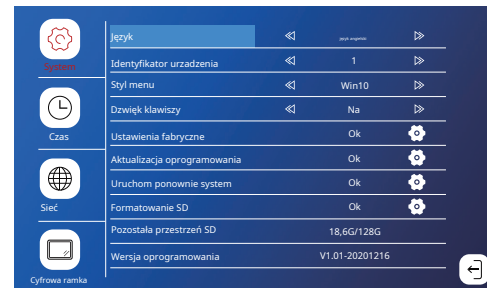 Język język angielski
Identyfikator urzadzenia 1
Styl menu Win10
Dzwięk klawiszy Na
Czas
Ustawienia fabryczne Ok
Aktualizacja oprogramowania Ok
Uruchom ponownie system Ok
Sieć
Formatowanie SD Ok
Pozostała przestrzeń SD 18,6G/128G
Wersja oprogramowania V1.01-20201216
Cyfrowa ramka